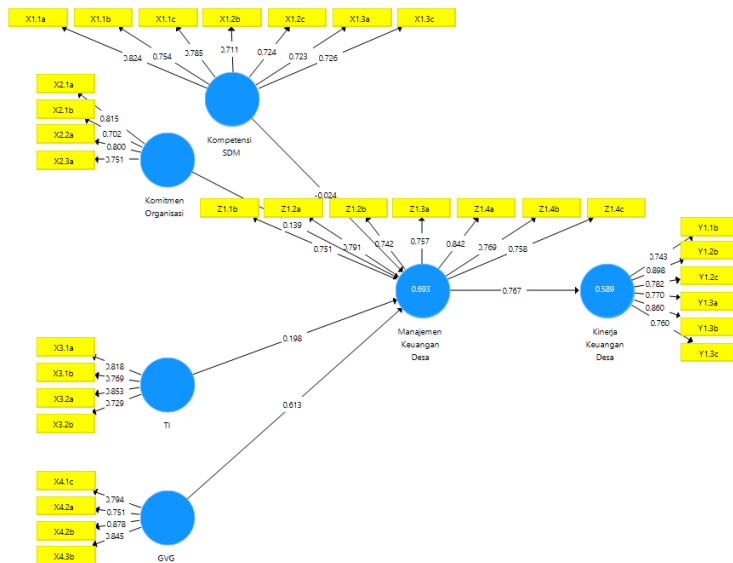 X1.1a X1.1b X1.1c X1.2b X1.2c X1.3a X1.3c
0.824 0.754 0.785 0.711 0.724 0.723 0.726
Kompetensi
SDM
X2.1a
X2.1b
X2.2a
X2.3a
0.815
0.702
0.800
0.751
Komitmen
Organisasi
-0.024
0.139
Z1.1b Z1.2a Z1.2b Z1.3a Z1.4a Z1.4b Z1.4c
0.751 0.791 0.742 0.757 0.842 0.769 0.758
0.693
Manajemen
Keuangan
Desa
0.767
0.589
Kinerja
Keuangan
Desa
Y1.1b
Y1.2b
Y1.2c
Y1.3a
Y1.3b
Y1.3c
0.743
0.898
0.782
0.770
0.860
0.760
X3.1a
X3.1b
X3.2a
X3.2b
0.818
0.769
0.853
0.729
TI
0.198
0.613
X4.1c
X4.2a
X4.2b
X4.3b
0.794
0.751
0.878
0.845
GVG